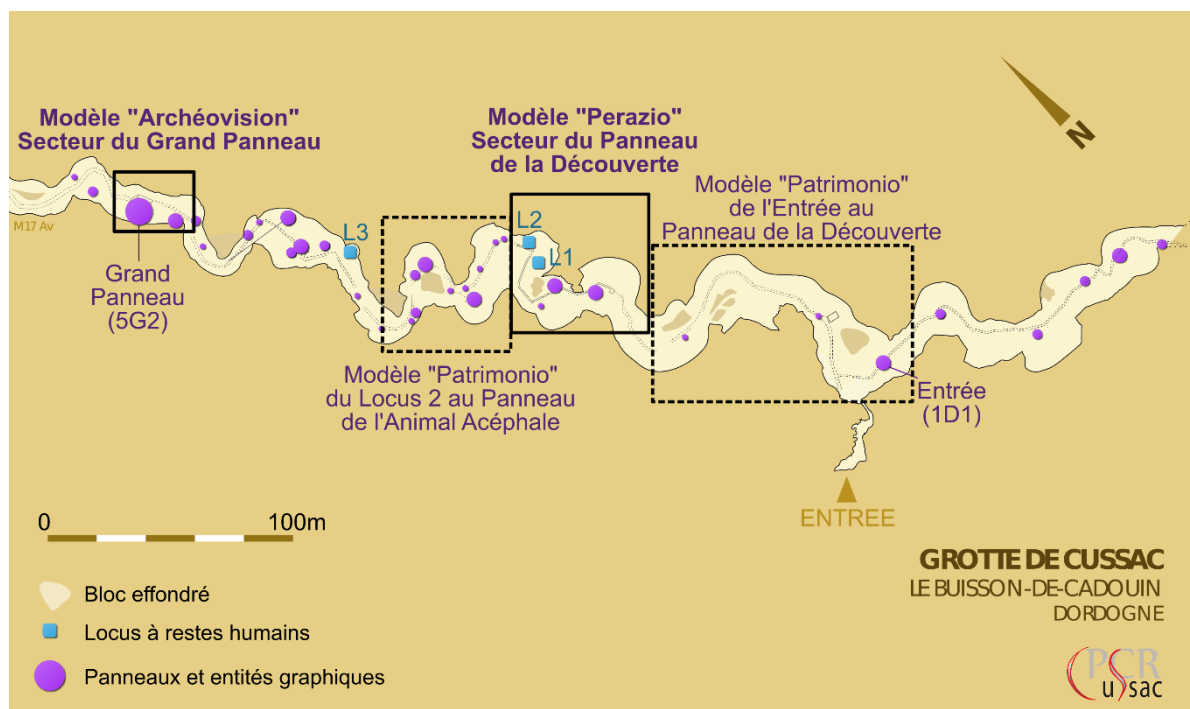 Modèle "Archéovision"
Secteur du Grand Panneau
Modèle "Perazio"
Secteur du Panneau
de la Découverte
Modèle "Patrimonio"
de l'Entrée au
Panneau de la Découverte
N
M17 Av
L3
L2
L1
Grand
Panneau
(5G2)
Modèle "Patrimonio"
du Locus 2 au Panneau
de l'Animal Acéphale
Entrée
(1D1)
ENTREE
0 100m
Bloc effondré
Locus à restes humains
Panneaux et entités graphiques
GROTTE DE CUSSAC
LE BUISSON-DE-CADOUIN
DORDOGNE
PCR
Cussac